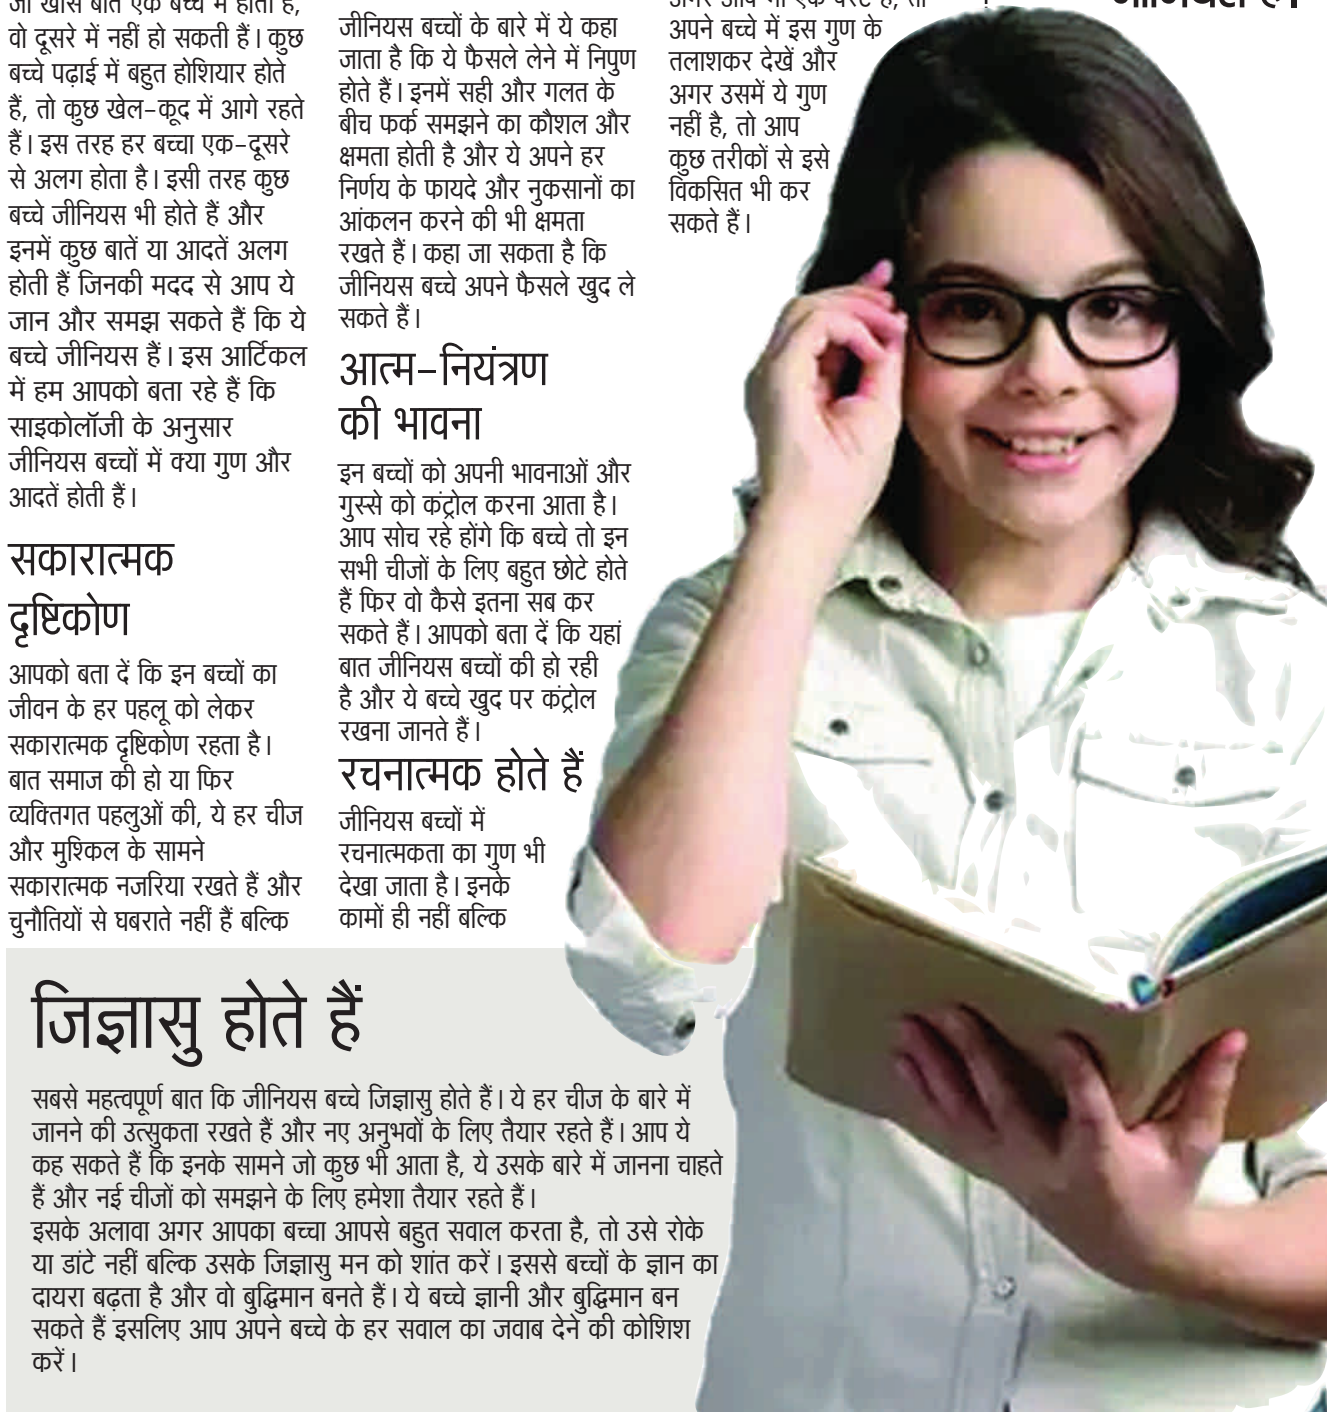 जो खास बात एक बच्चे में होती है,
वो दूसरे में नहीं हो सकती हैं। कुछ
बच्चे पढ़ाई में बहुत होशियार होते
हैं, तो कुछ खेल-कूद में आगे रहते
हैं। इस तरह हर बच्चा एक-दूसरे
से अलग होता है। इसी तरह कुछ
बच्चे जीनियस भी होते हैं और
इनमें कुछ बातें या आदतें अलग
होती हैं जिनकी मदद से आप ये
जान और समझ सकते हैं कि ये
बच्चे जीनियस हैं। इस आर्टिकल
में हम आपको बता रहे हैं कि
साइकोलॉजी के अनुसार
जीनियस बच्चों में क्या गुण और
आदतें होती हैं।
सकारात्मक
दृष्टिकोण
आपको बता दें कि इन बच्चों का
जीवन के हर पहलू को लेकर
सकारात्मक दृष्टिकोण रहता है।
बात समाज की हो या फिर
व्यक्तिगत पहलुओं की, ये हर चीज
और मुश्किल के सामने
सकारात्मक नजरिया रखते हैं और
चुनौतियों से घबराते नहीं हैं बल्कि
जीनियस बच्चों के बारे में ये कहा
जाता है कि ये फैसले लेने में निपुण
होते हैं। इनमें सही और गलत के
बीच फर्क समझने का कौशल और
क्षमता होती है और ये अपने हर
निर्णय के फायदे और नुकसानों का
आंकलन करने की भी क्षमता
रखते हैं। कहा जा सकता है कि
जीनियस बच्चे अपने फैसले खुद ले
सकते हैं।
आत्म-नियंत्रण
की भावना
इन बच्चों को अपनी भावनाओं और
गुस्से को कंट्रोल करना आता है।
आप सोच रहे होंगे कि बच्चे तो इन
सभी चीजों के लिए बहुत छोटे होते
हैं फिर वो कैसे इतना सब कर
सकते हैं। आपको बता दें कि यहां
बात जीनियस बच्चों की हो रही
है और ये बच्चे खुद पर कंट्रोल
रखना जानते हैं।
रचनात्मक होते हैं
जीनियस बच्चों में
रचनात्मकता का गुण भी
देखा जाता है। इनके
कामों ही नहीं बल्कि
अगर आप भी एक पेरेंट हैं, तो
अपने बच्चे में इस गुण के
तलाशकर देखें और
अगर उसमें ये गुण
नहीं है, तो आप
कुछ तरीकों से इसे
विकसित भी कर
सकते हैं।
जिज्ञासु होते हैं
सबसे महत्वपूर्ण बात कि जीनियस बच्चे जिज्ञासु होते हैं। ये हर चीज के बारे में
जानने की उत्सुकता रखते हैं और नए अनुभवों के लिए तैयार रहते हैं। आप ये
कह सकते हैं कि इनके सामने जो कुछ भी आता है, ये उसके बारे में जानना चाहते
हैं और नई चीजों को समझने के लिए हमेशा तैयार रहते हैं।
इसके अलावा अगर आपका बच्चा आपसे बहुत सवाल करता है, तो उसे रोके
या डांटे नहीं बल्कि उसके जिज्ञासु मन को शांत करें। इससे बच्चों के ज्ञान का
दायरा बढ़ता है और वो बुद्धिमान बनते हैं। ये बच्चे ज्ञानी और बुद्धिमान बन
सकते हैं इसलिए आप अपने बच्चे के हर सवाल का जवाब देने की कोशिश
करें।